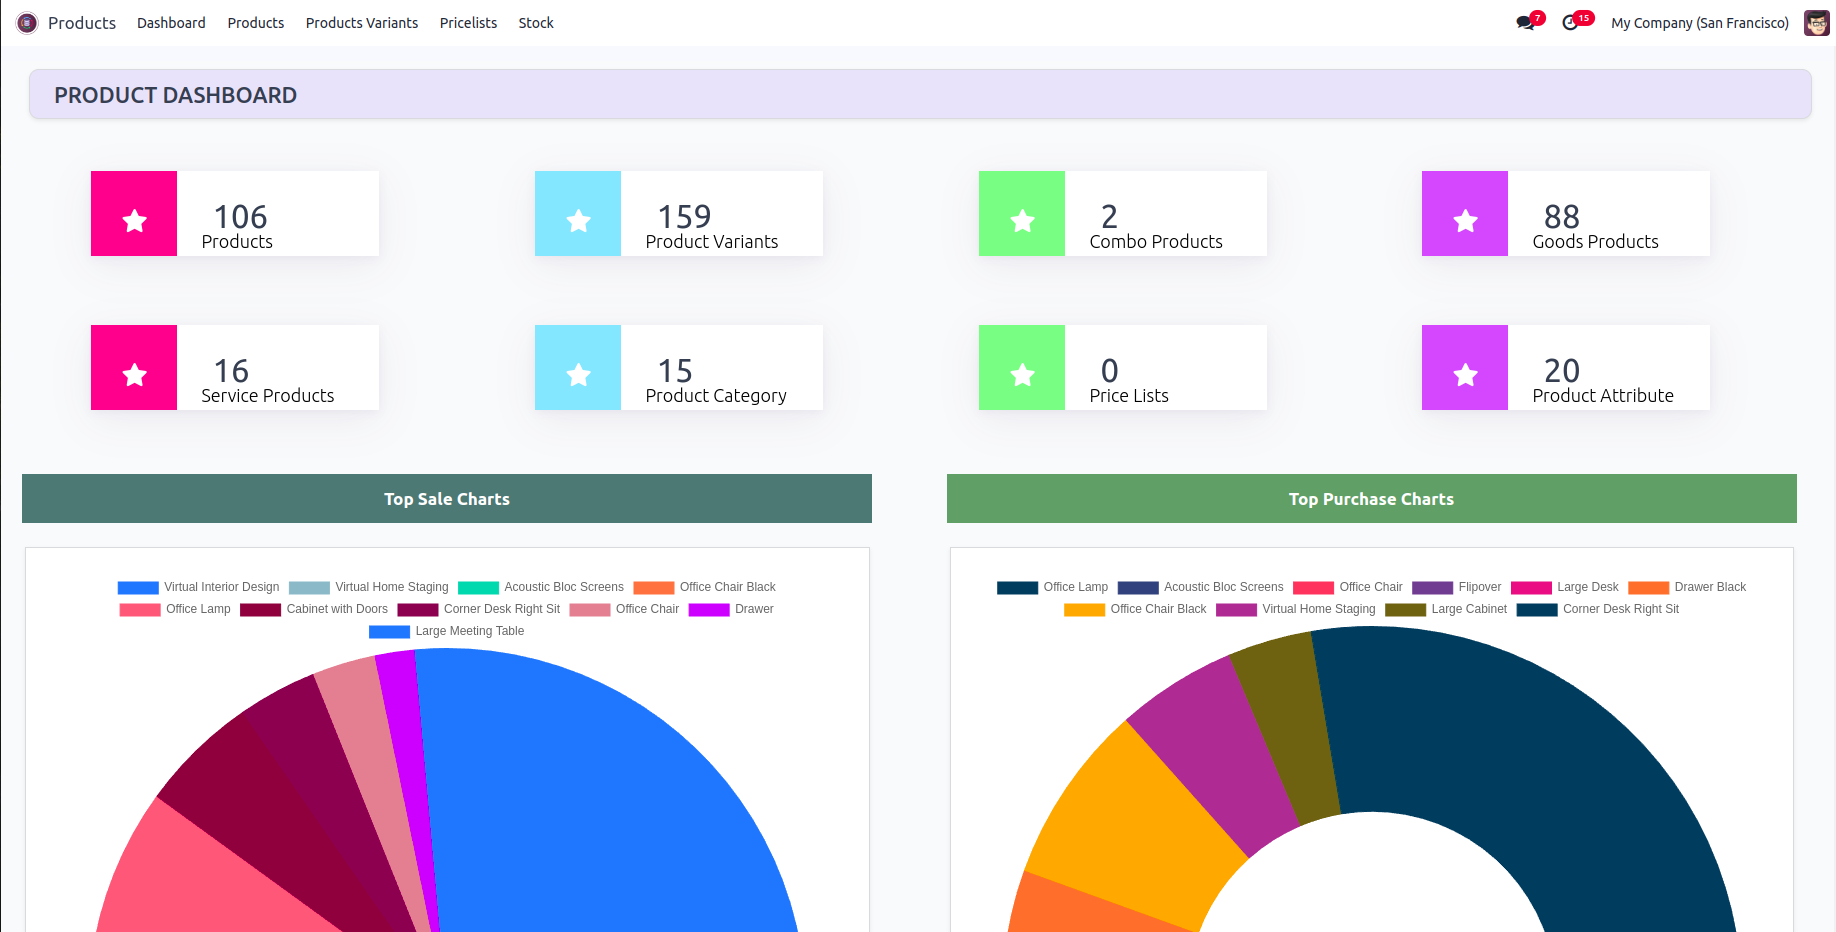 Products Dashboard Products Products Variants Pricelists Stock 7 15 My Company (San Francisco)
PRODUCT DASHBOARD
106 159 2 88
Products Product Variants Combo Products Goods Products
16 15 0 20
Service Products Product Category Price Lists Product Attribute
Top Sale Charts
Virtual Interior Design Virtual Home Staging Acoustic Bloc Screens Office Chair Black
Office Lamp Cabinet with Doors Corner Desk Right Sit Office Chair Drawer
Large Meeting Table
Top Purchase Charts
Office Lamp Acoustic Bloc Screens Office Chair Flipover Large Desk Drawer Black
Office Chair Black Virtual Home Staging Large Cabinet Corner Desk Right Sit